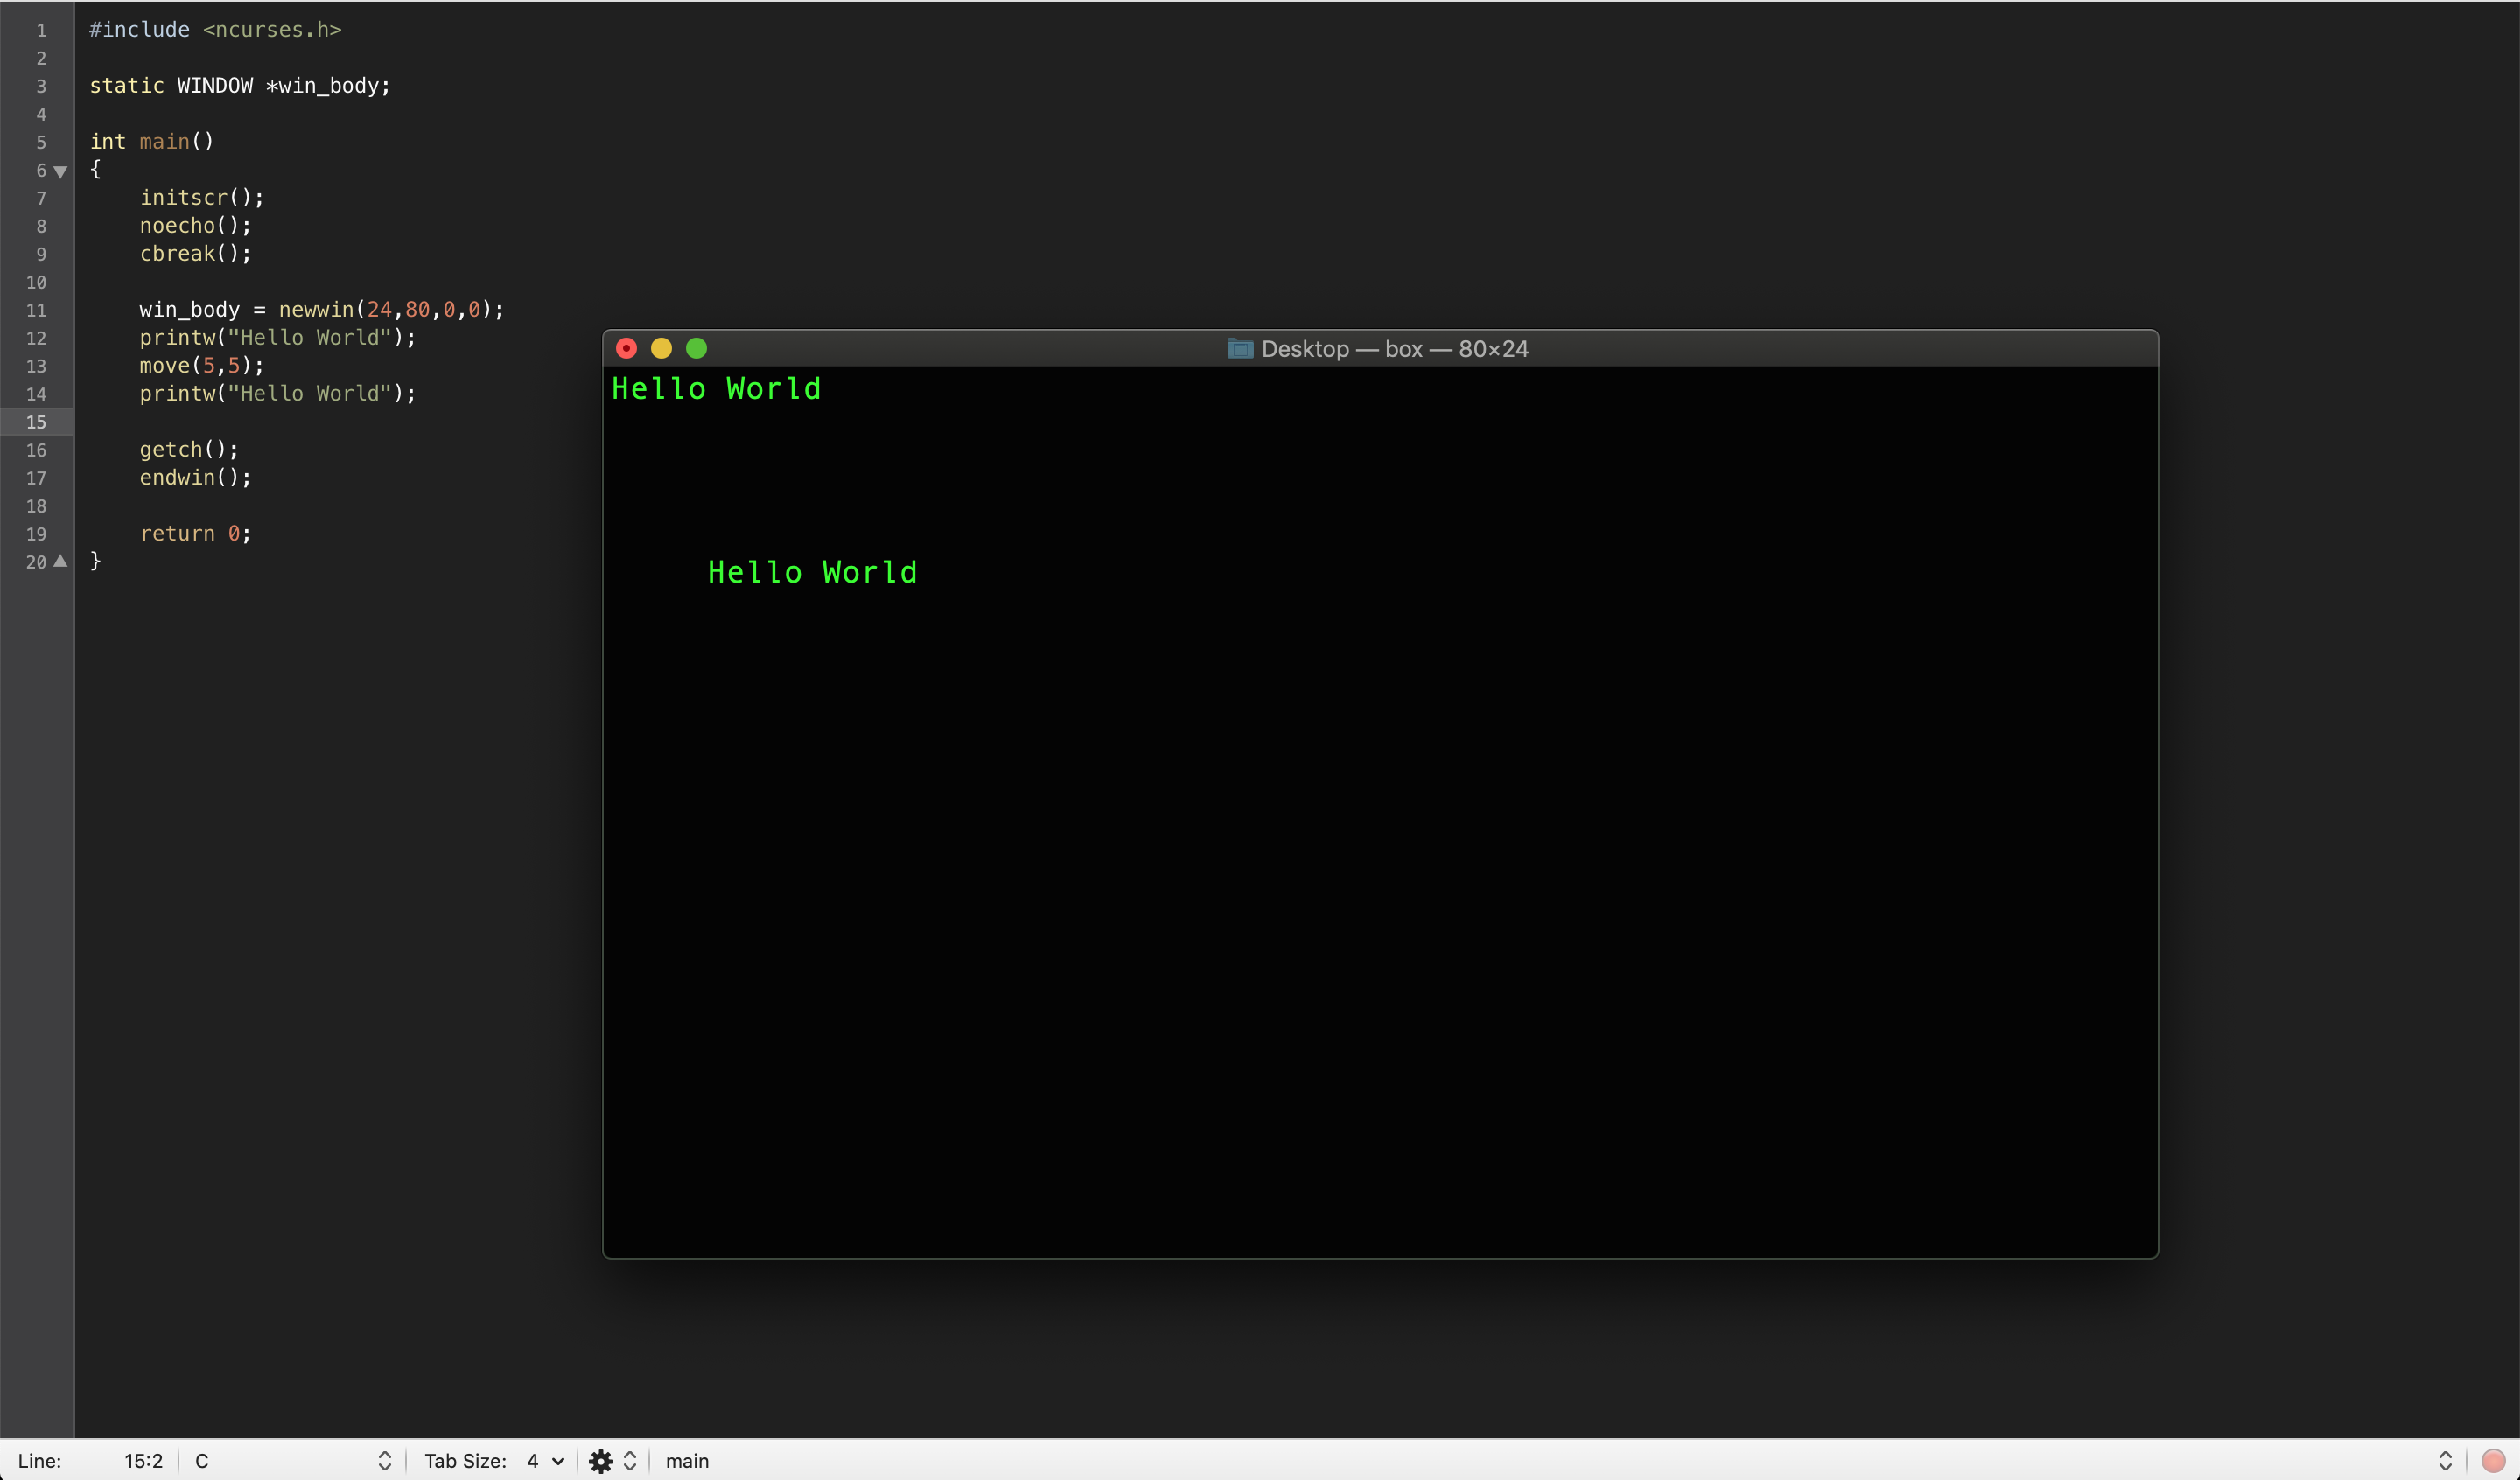 1 #include <ncurses.h>
2
3 static WINDOW *win_body;
4
5 int main()
6 {
7     initscr();
8     noecho();
9     cbreak();
10
11     win_body = newwin(24,80,0,0);
12     printw("Hello World");
13     move(5,5);
14     printw("Hello World");
15
16     getch();
17     endwin();
18
19     return 0;
20 }
Desktop — box — 80×24
Hello World
Hello World
Line: 15:2 C Tab Size: 4 main